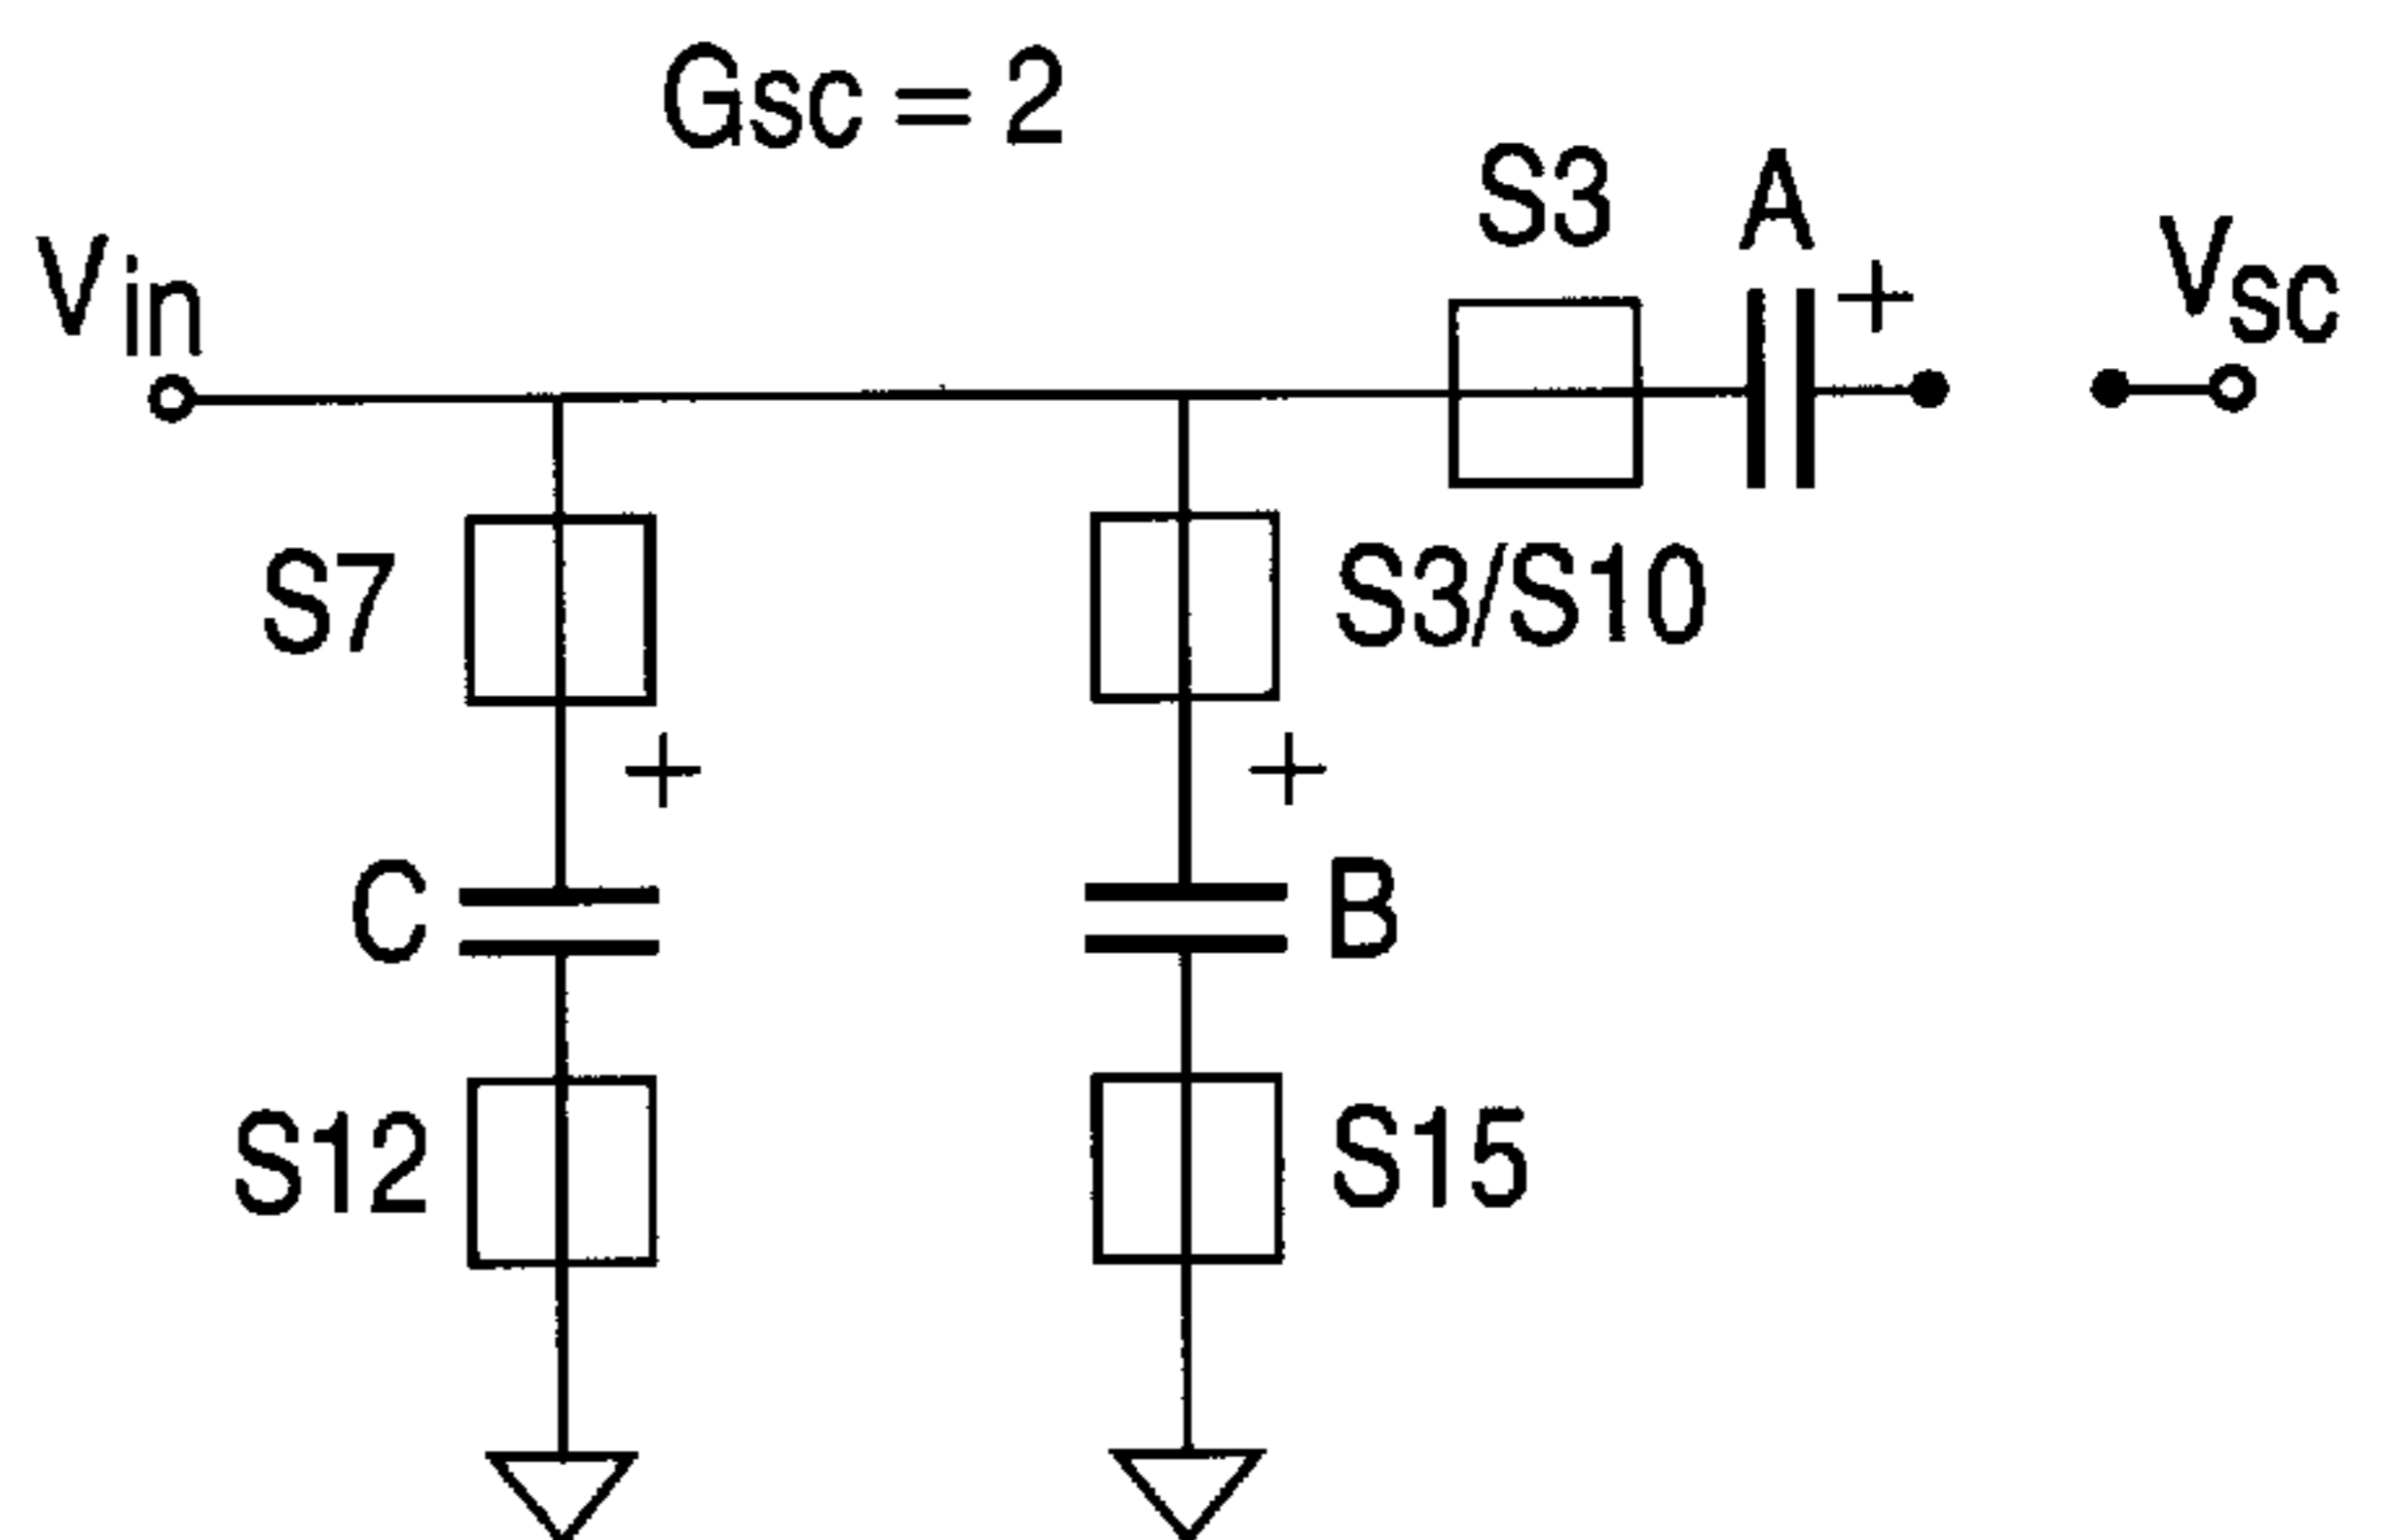 Gsc = 2
S3 A
Vin + Vsc
S7 S3/S10
+ +
C B
S12 S15